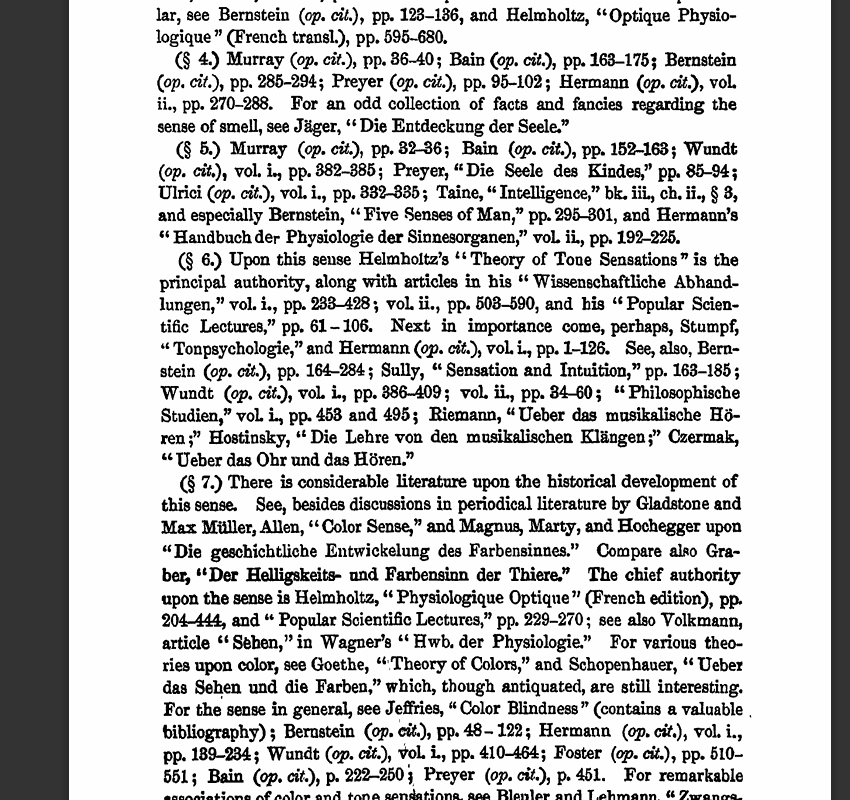 lar, see Bernstein (op. cit.), pp. 123–136, and Helmholtz, “Optique Physio-
logique” (French transl.), pp. 595–680.
(§ 4.) Murray (op. cit.), pp. 36–40; Bain (op. cit.), pp. 163–175; Bernstein
(op. cit.), pp. 285–294; Preyer (op. cit.), pp. 95–102; Hermann (op. cit.), vol.
ii., pp. 270–288. For an odd collection of facts and fancies regarding the
sense of smell, see Jäger, “Die Entdeckung der Seele.”
(§ 5.) Murray (op. cit.), pp. 32–36; Bain (op. cit.), pp. 152–163; Wundt
(op. cit.), vol. i., pp. 382–385; Preyer, “Die Seele des Kindes,” pp. 85–94;
Ulrici (op. cit.), vol. i., pp. 332–335; Taine, “Intelligence,” bk. iii., ch. ii., § 3,
and especially Bernstein, “Five Senses of Man,” pp. 295–301, and Hermann’s
“Handbuch der Physiologie der Sinnesorganen,” vol. ii., pp. 192–225.
(§ 6.) Upon this sense Helmholtz’s “Theory of Tone Sensations” is the
principal authority, along with articles in his “Wissenschaftliche Abhand-
lungen,” vol. i., pp. 233–428; vol. ii., pp. 503–590, and his “Popular Scien-
tific Lectures,” pp. 61–106. Next in importance come, perhaps, Stumpf,
“Tonpsychologie,” and Hermann (op. cit.), vol. i., pp. 1–126. See, also, Bern-
stein (op. cit.), pp. 164–284; Sully, “Sensation and Intuition,” pp. 163–185;
Wundt (op. cit.), vol. i., pp. 386–409; vol. ii., pp. 34–60; “Philosophische
Studien,” vol. i., pp. 453 and 495; Riemann, “Ueber das musikalische Hö-
ren;” Hostinsky, “Die Lehre von den musikalischen Klängen;” Czermak,
“Ueber das Ohr und das Hören.”
(§ 7.) There is considerable literature upon the historical development of
this sense. See, besides discussions in periodical literature by Gladstone and
Max Müller, Allen, “Color Sense,” and Magnus, Marty, and Hochegger upon
“Die geschichtliche Entwickelung des Farbensinnes.” Compare also Gra-
ber, “Der Helligskeits- und Farbensinn der Thiere.” The chief authority
upon the sense is Helmholtz, “Physiologique Optique” (French edition), pp.
204–444, and “Popular Scientific Lectures,” pp. 229–270; see also Volkmann,
article “Sehen,” in Wagner’s “Hwb. der Physiologie.” For various theo-
ries upon color, see Goethe, “Theory of Colors,” and Schopenhauer, “Ueber
das Sehen und die Farben,” which, though antiquated, are still interesting.
For the sense in general, see Jeffries, “Color Blindness” (contains a valuable
bibliography); Bernstein (op. cit.), pp. 48–122; Hermann (op. cit.), vol. i.,
pp. 139–234; Wundt (op. cit.), vol. i., pp. 410–464; Foster (op. cit.), pp. 510–
551; Bain (op. cit.), p. 222–250; Preyer (op. cit.), p. 451. For remarkable
associations of color and tone sensations, see Bleuler and Lehmann, “Zwangs-